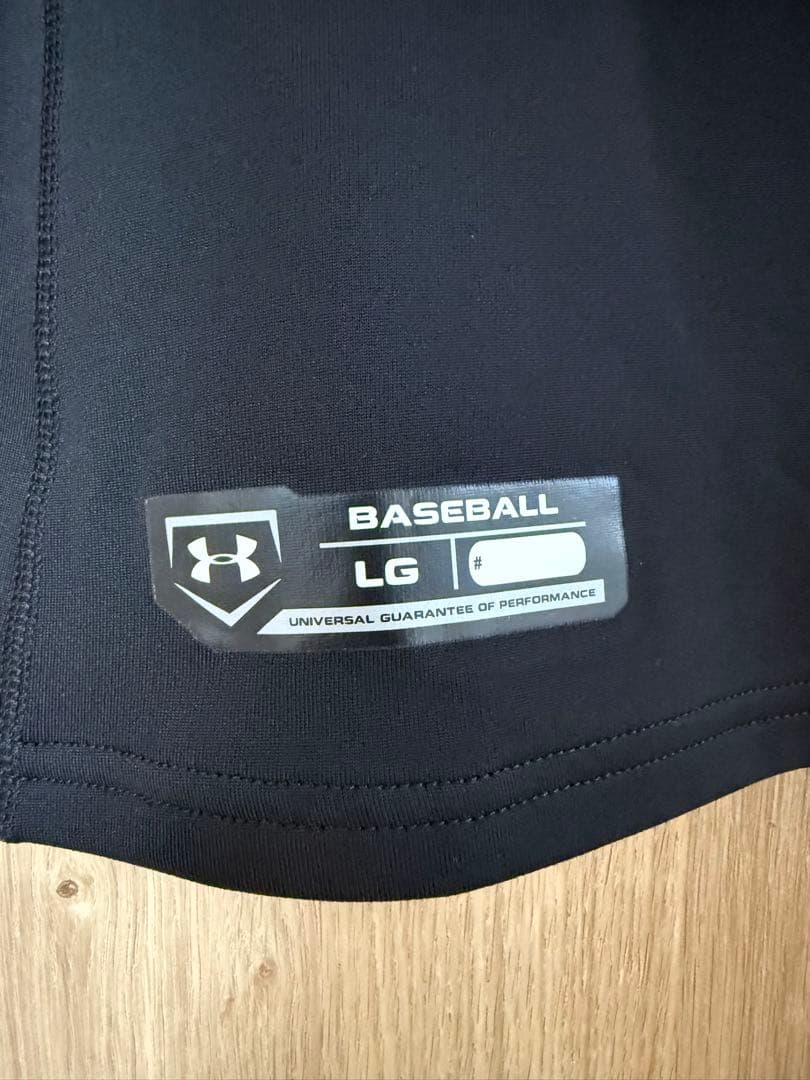 BASEBALL
LG #
UNIVERSAL GUARANTEE OF PERFORMANCE